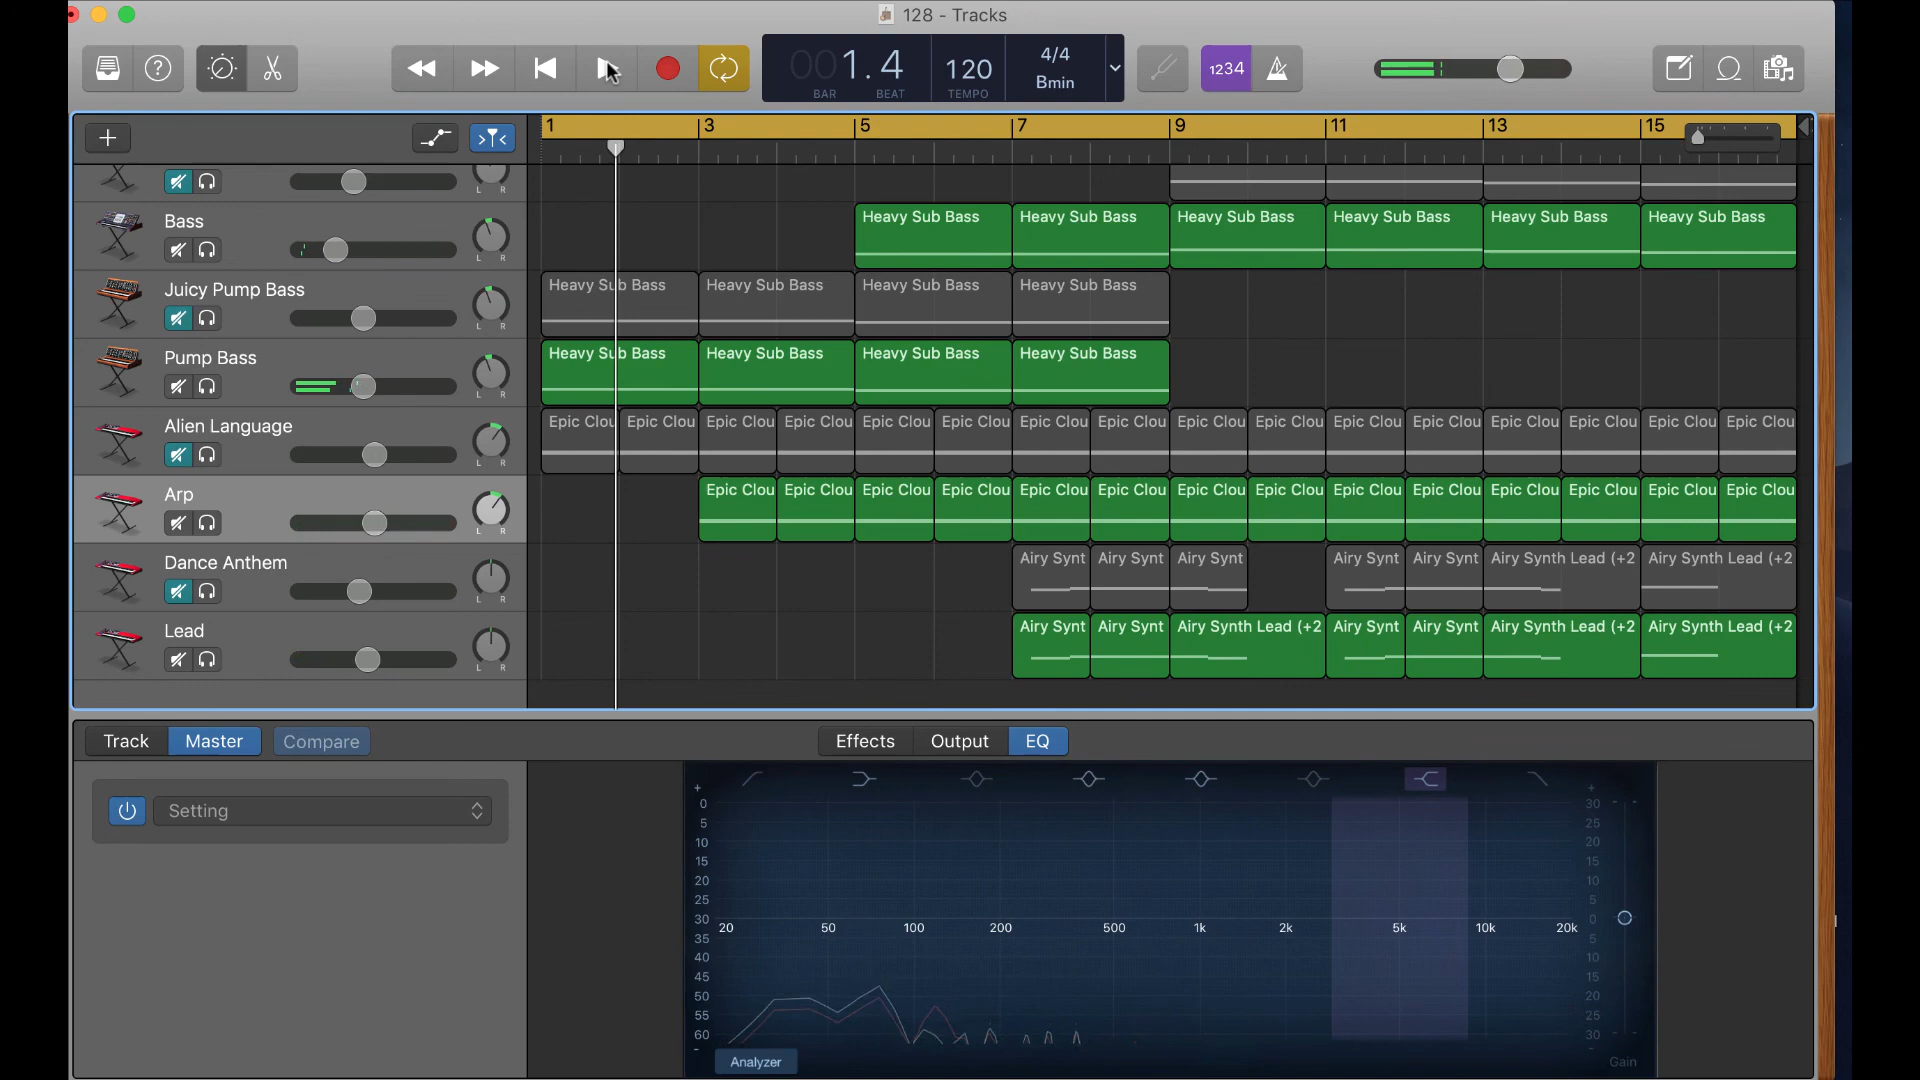 128 - Tracks
001.4
BAR BEAT
120
TEMPO
4/4
Bmin
1234
1 3 5 7 9 11 13 15
L R
Bass
L R
Heavy Sub Bass Heavy Sub Bass Heavy Sub Bass Heavy Sub Bass Heavy Sub Bass Heavy Sub Bass
Juicy Pump Bass
L R
Heavy Sub Bass Heavy Sub Bass Heavy Sub Bass Heavy Sub Bass
Pump Bass
L R
Heavy Sub Bass Heavy Sub Bass Heavy Sub Bass Heavy Sub Bass
Alien Language
L R
Epic Clou Epic Clou Epic Clou Epic Clou Epic Clou Epic Clou Epic Clou Epic Clou Epic Clou Epic Clou Epic Clou Epic Clou Epic Clou Epic Clou Epic Clou Epic Clou
Arp
L R
Epic Clou Epic Clou Epic Clou Epic Clou Epic Clou Epic Clou Epic Clou Epic Clou Epic Clou Epic Clou Epic Clou Epic Clou Epic Clou Epic Clou
Dance Anthem
L R
Airy Synt Airy Synt Airy Synt Airy Synt Airy Synt Airy Synth Lead (+2 Airy Synth Lead (+2
Lead
L R
Airy Synt Airy Synt Airy Synth Lead (+2 Airy Synt Airy Synt Airy Synth Lead (+2 Airy Synth Lead (+2
Track Master Compare
Effects Output EQ
Setting
+ +
0 30
5 25
10 20
15 15
20 10
25 5
30 0
20 50 100 200 500 1k 2k 5k 10k 20k
35 5
40 10
45 15
50 20
55 25
60 30
- -
Analyzer
Gain